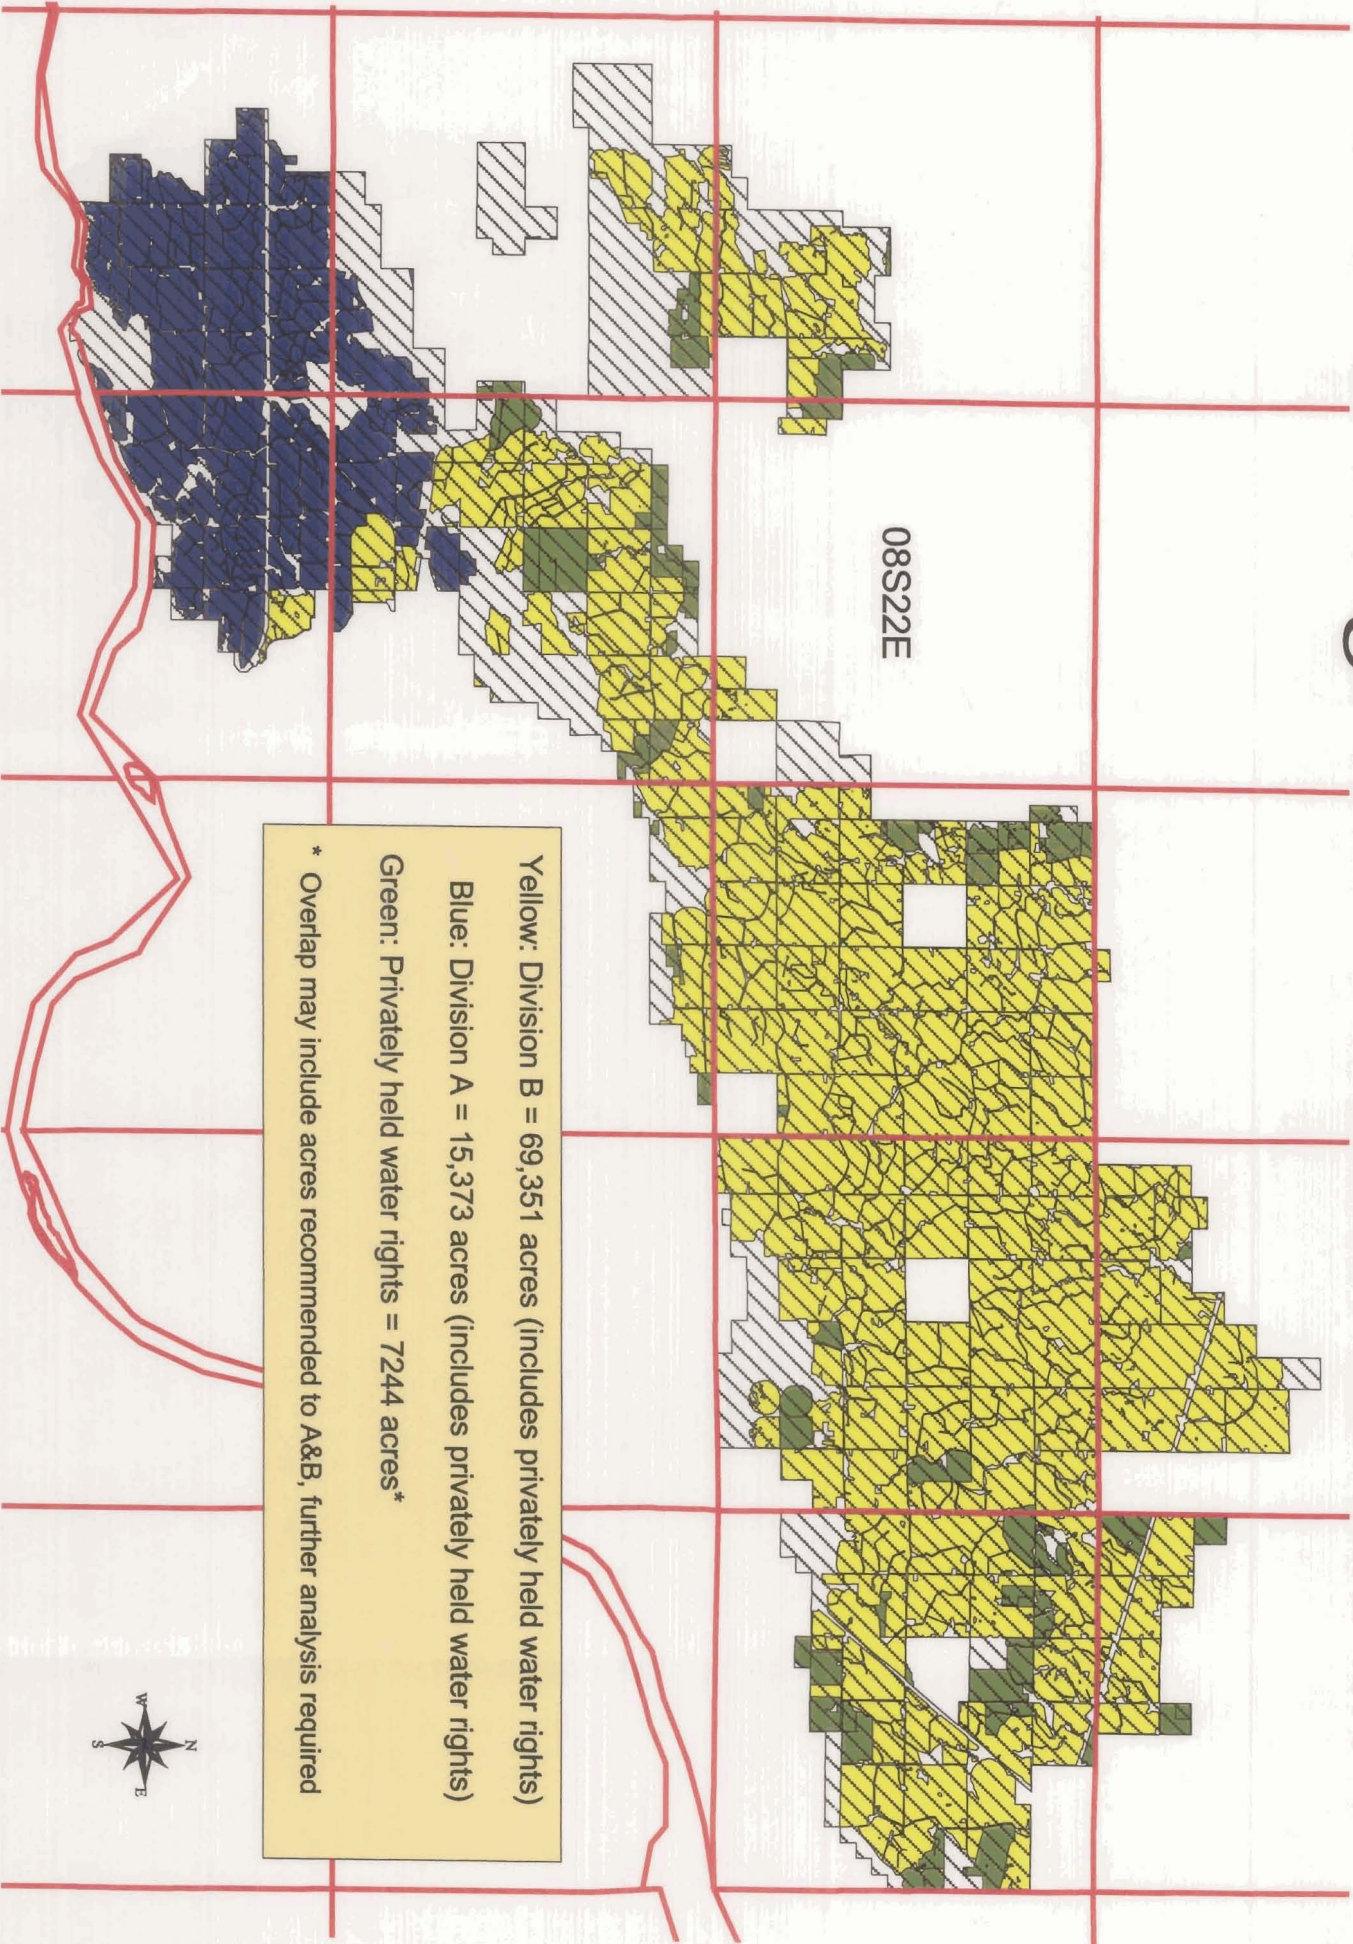 08S22E
Yellow: Division B = 69,351 acres (includes privately held water rights)
Blue: Division A = 15,373 acres (includes privately held water rights)
Green: Privately held water rights = 7244 acres*
* Overlap may include acres recommended to A&B, further analysis required
N
W
E
S